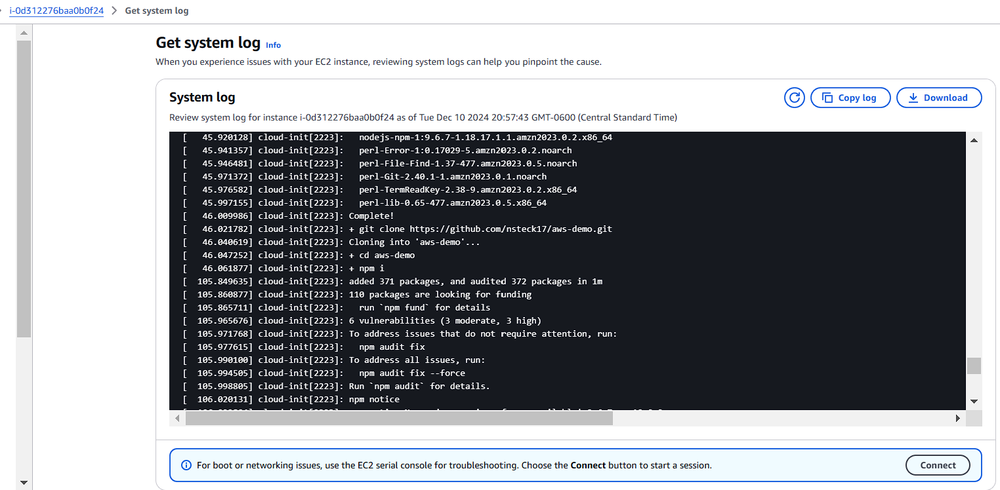 i-0d312276baa0b0f24 > Get system log
Get system log Info
When you experience issues with your EC2 instance, reviewing system logs can help you pinpoint the cause.
System log
Copy log
Download
Review system log for instance i-0d312276baa0b0f24 as of Tue Dec 10 2024 20:57:43 GMT-0600 (Central Standard Time)
[   45.920128] cloud-init[2223]:   nodejs-npm-1:9.6.7-1.18.17.1.1.amzn2023.0.2.x86_64
[   45.941357] cloud-init[2223]:   perl-Error-1:0.17029-5.amzn2023.0.2.noarch
[   45.946481] cloud-init[2223]:   perl-File-Find-1.37-477.amzn2023.0.5.noarch
[   45.971372] cloud-init[2223]:   perl-Git-2.40.1-1.amzn2023.0.1.noarch
[   45.976582] cloud-init[2223]:   perl-TermReadKey-2.38-9.amzn2023.0.2.x86_64
[   45.997155] cloud-init[2223]:   perl-lib-0.65-477.amzn2023.0.5.x86_64
[   46.009986] cloud-init[2223]: Complete!
[   46.021782] cloud-init[2223]: + git clone https://github.com/nsteck17/aws-demo.git
[   46.040619] cloud-init[2223]: Cloning into 'aws-demo'...
[   46.047252] cloud-init[2223]: + cd aws-demo
[   46.061877] cloud-init[2223]: + npm i
[  105.849635] cloud-init[2223]: added 371 packages, and audited 372 packages in 1m
[  105.860877] cloud-init[2223]: 110 packages are looking for funding
[  105.865711] cloud-init[2223]:   run `npm fund` for details
[  105.965676] cloud-init[2223]: 6 vulnerabilities (3 moderate, 3 high)
[  105.971768] cloud-init[2223]: To address issues that do not require attention, run:
[  105.977615] cloud-init[2223]:   npm audit fix
[  105.990100] cloud-init[2223]: To address all issues, run:
[  105.994505] cloud-init[2223]:   npm audit fix --force
[  105.998805] cloud-init[2223]: Run `npm audit` for details.
[  106.020131] cloud-init[2223]: npm notice
For boot or networking issues, use the EC2 serial console for troubleshooting. Choose the Connect button to start a session.
Connect